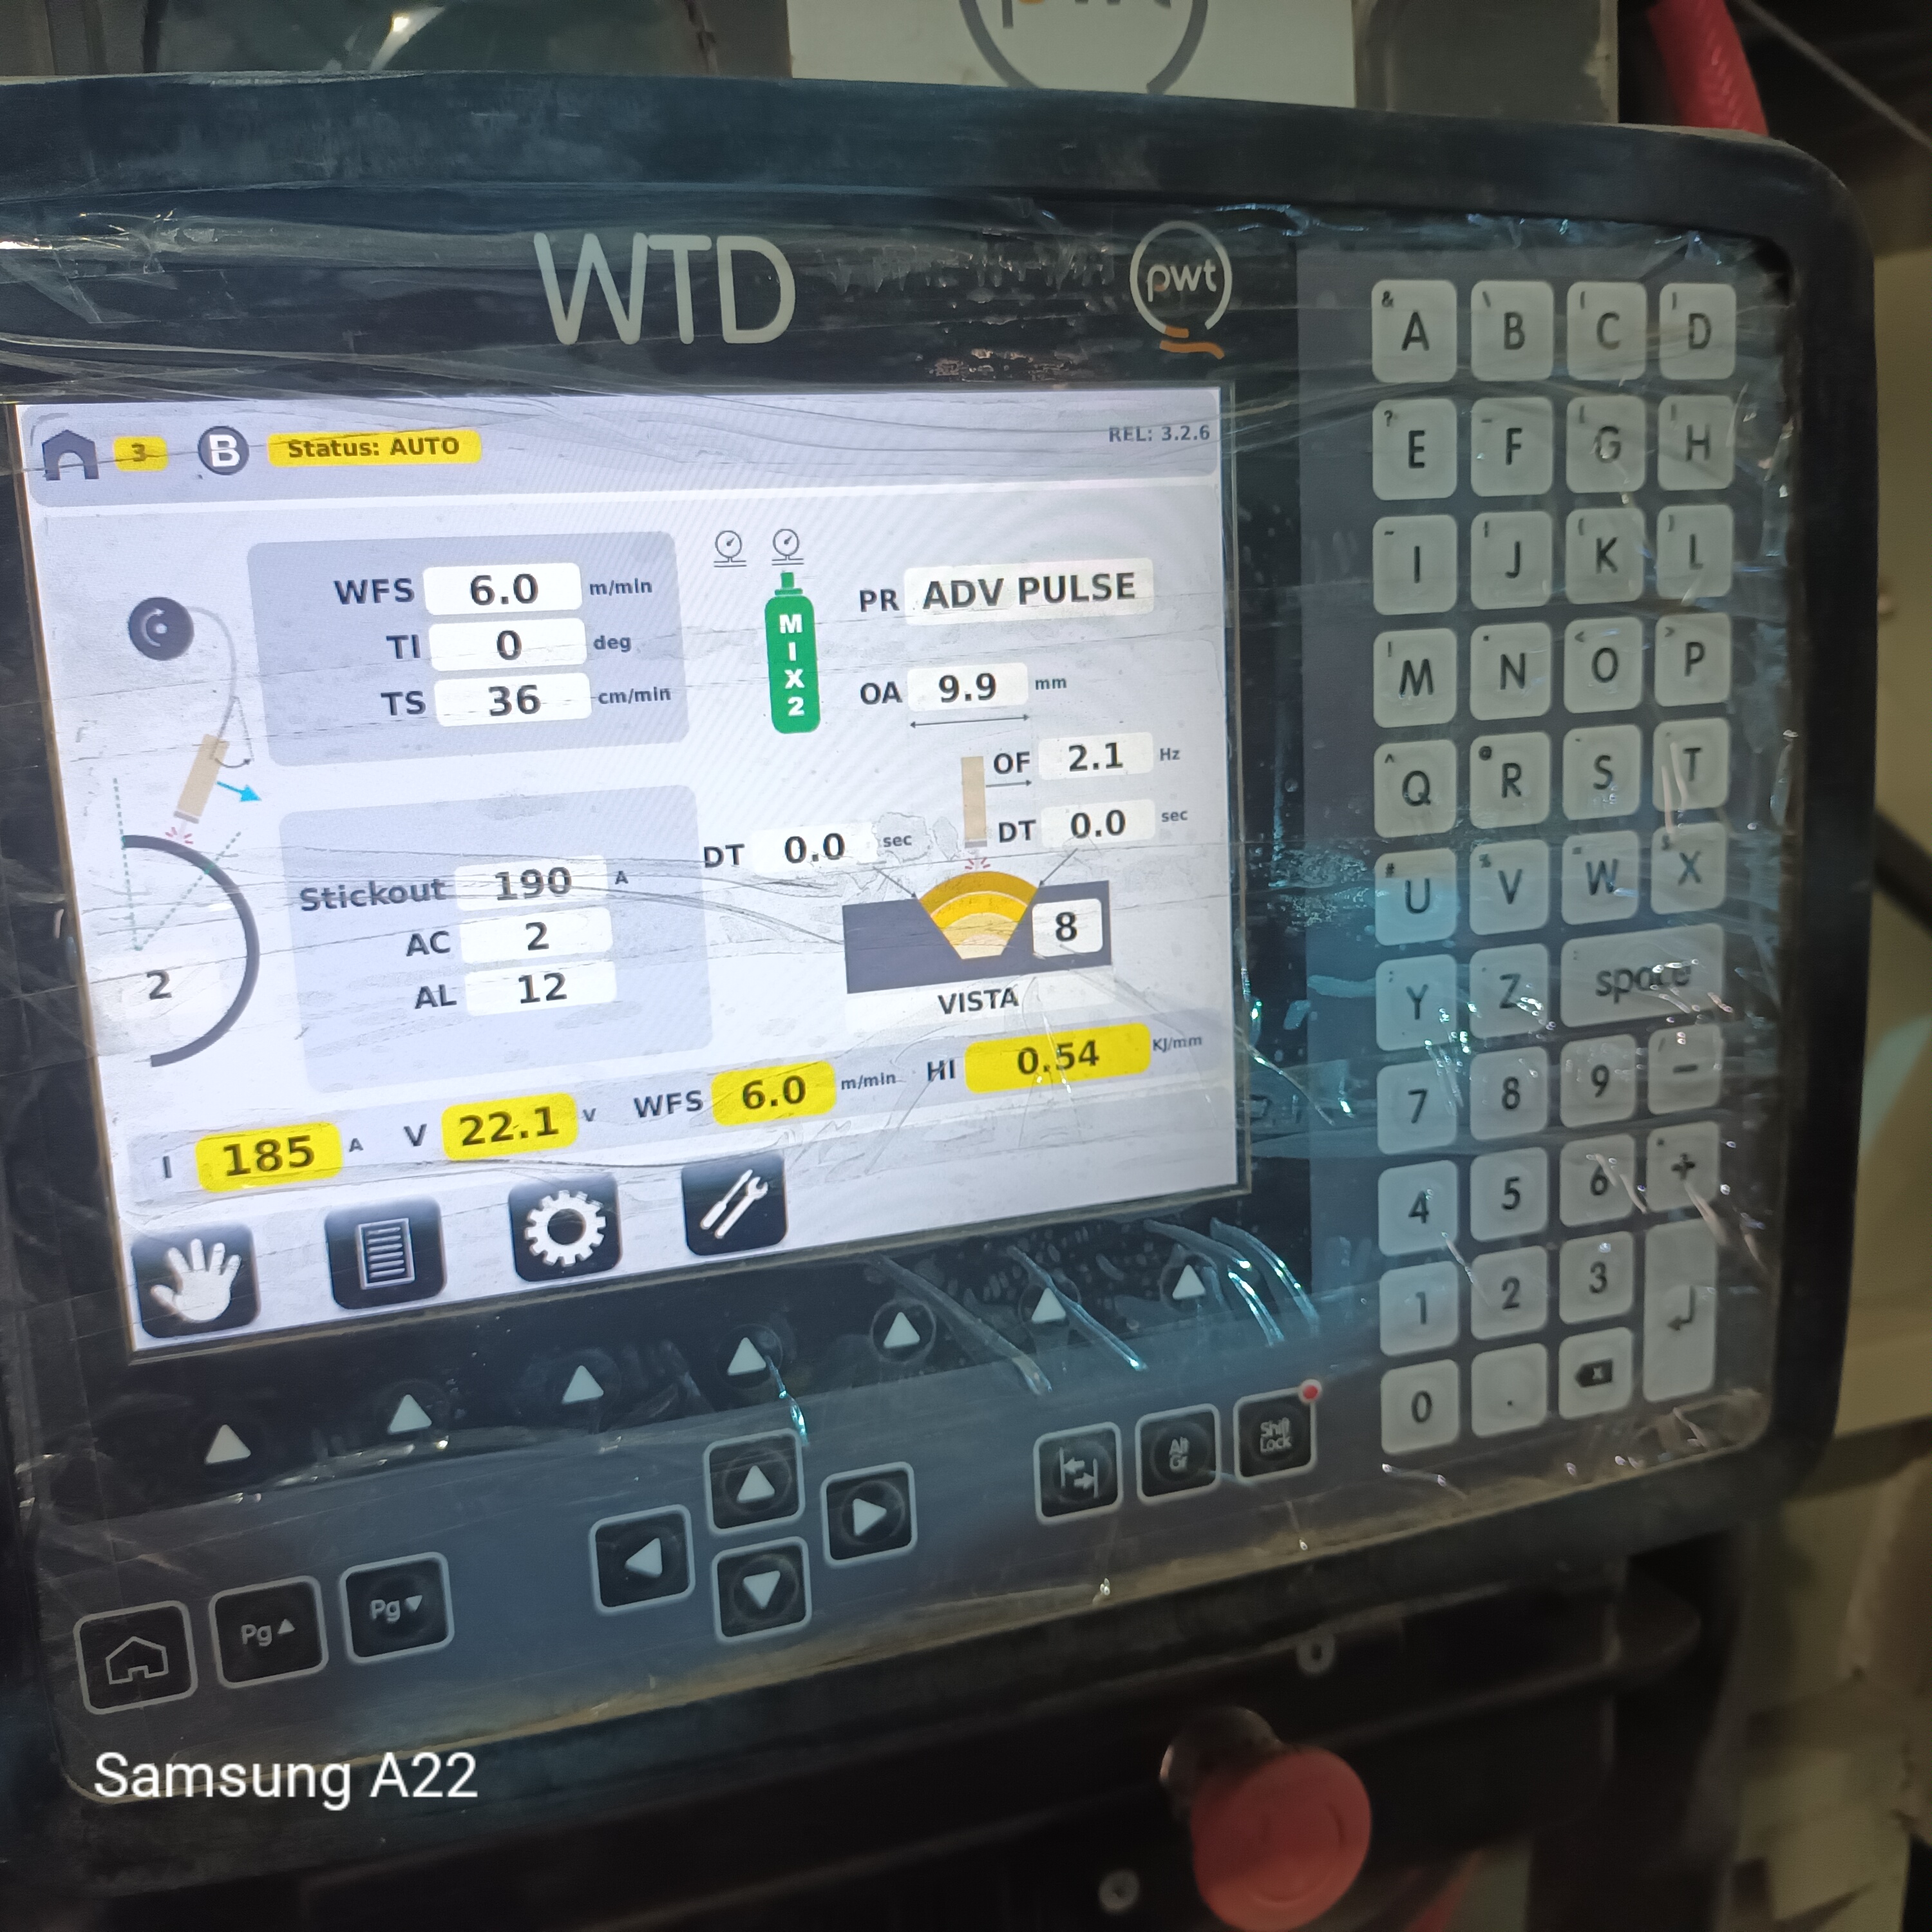 WTD
pwt
3 B Status: AUTO REL: 3.2.6
WFS 6.0 m/min
TI 0 deg
TS 36 cm/min
MIX2
PR ADV PULSE
OA 9.9 mm
OF 2.1 Hz
DT 0.0 sec
DT 0.0 sec
Stickout 190 A
AC 2
AL 12
2
8
VISTA
I 185 A V 22.1 V WFS 6.0 m/min HI 0.54 KJ/mm
A B C D
E F G H
I J K L
M N O P
Q R S T
U V W X
Y Z space
7 8 9 -
4 5 6 +
1 2 3
0 .
Alt Gr
Shift Lock
Pg Pg
Samsung A22